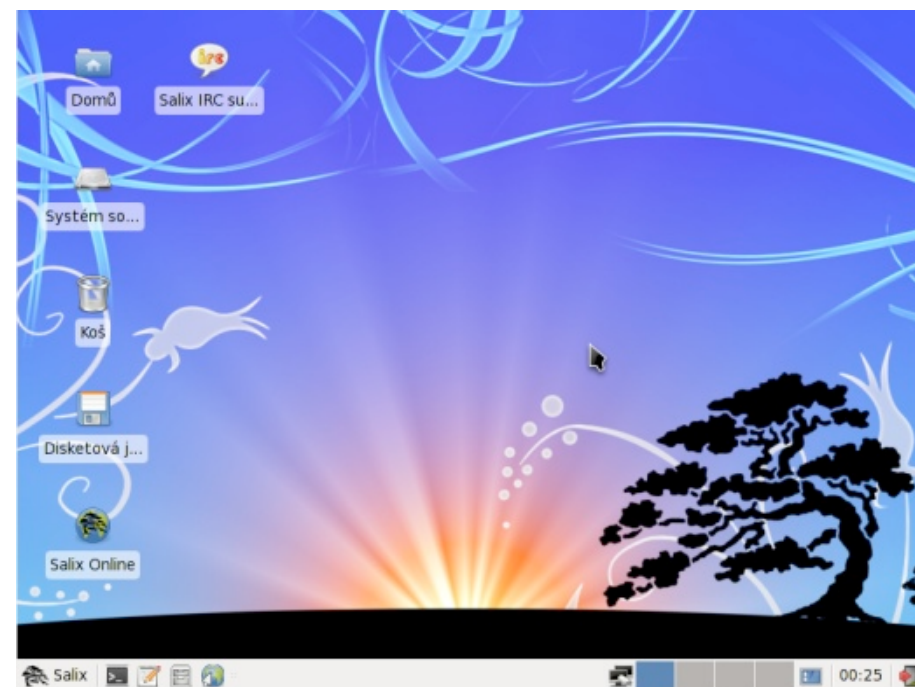 Domů
Salix IRC su...
Systém so...
Koš
Disketová j...
Salix Online
Salix
00:25